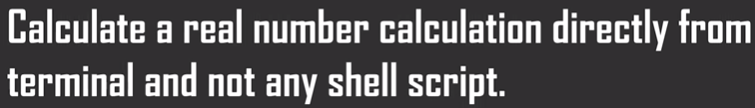 Calculate a real number calculation directly from
terminal and not any shell script.